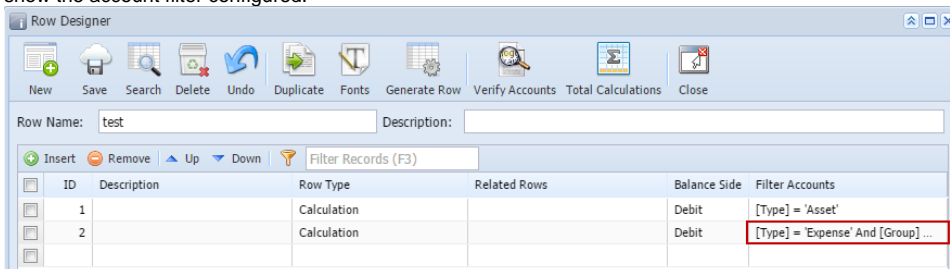 show the account filter configured.
Row Designer
New Save Search Delete Undo Duplicate Fonts Generate Row Verify Accounts Total Calculations Close
Row Name: test Description:
Insert Remove Up Down Filter Records (F3)
ID Description Row Type Related Rows Balance Side Filter Accounts
1 Calculation Debit [Type] = 'Asset'
2 Calculation Debit [Type] = 'Expense' And [Group] ...